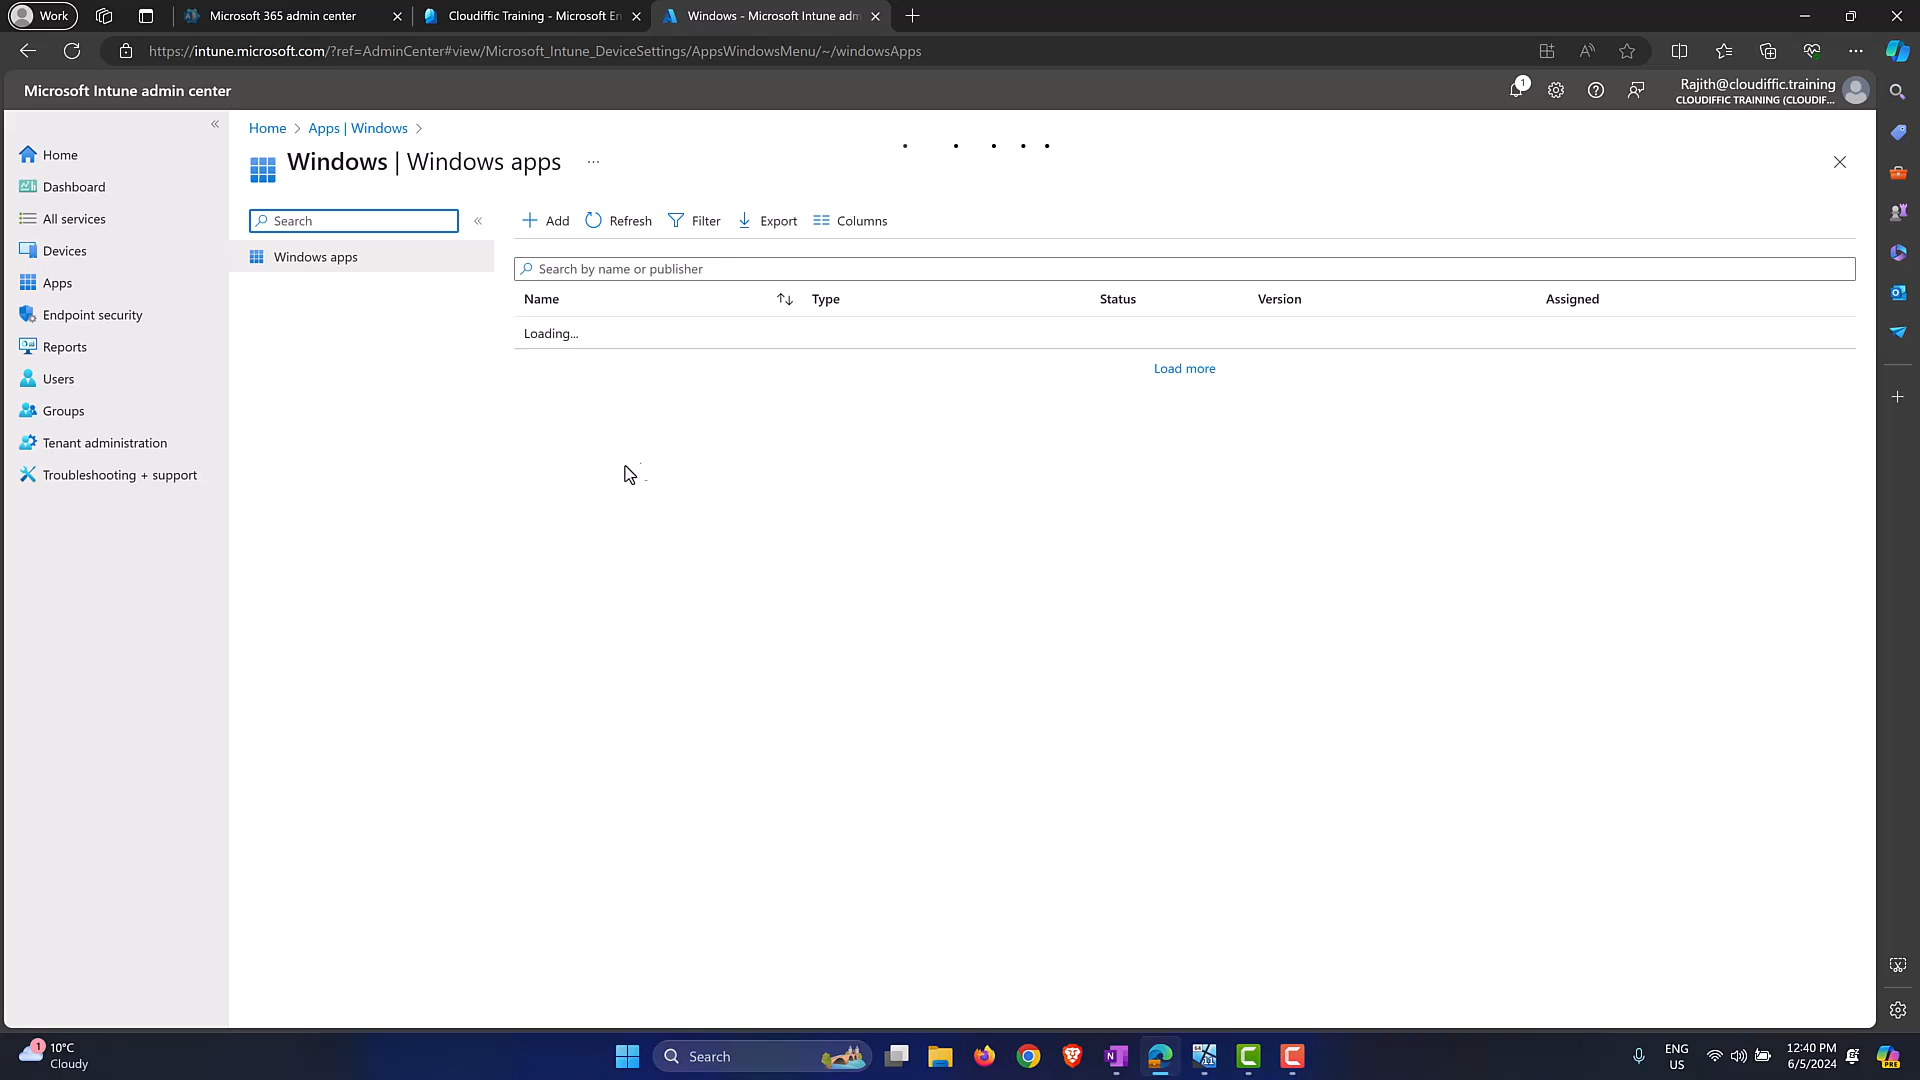 Work
Microsoft 365 admin center
Cloudiffic Training - Microsoft En
Windows - Microsoft Intune adm
https://intune.microsoft.com/?ref=AdminCenter#view/Microsoft_Intune_DeviceSettings/AppsWindowsMenu/~/windowsApps
Microsoft Intune admin center
1
Rajith@cloudiffic.training
CLOUDIFFIC TRAINING (CLOUDIF...
Home
Dashboard
All services
Devices
Apps
Endpoint security
Reports
Users
Groups
Tenant administration
Troubleshooting + support
Home > Apps | Windows >
Windows | Windows apps ...
Search
Windows apps
Add Refresh Filter Export Columns
Search by name or publisher
Name Type Status Version Assigned
Loading...
Load more
1
10°C
Cloudy
Search
ENG
US
12:40 PM
6/5/2024
PRE